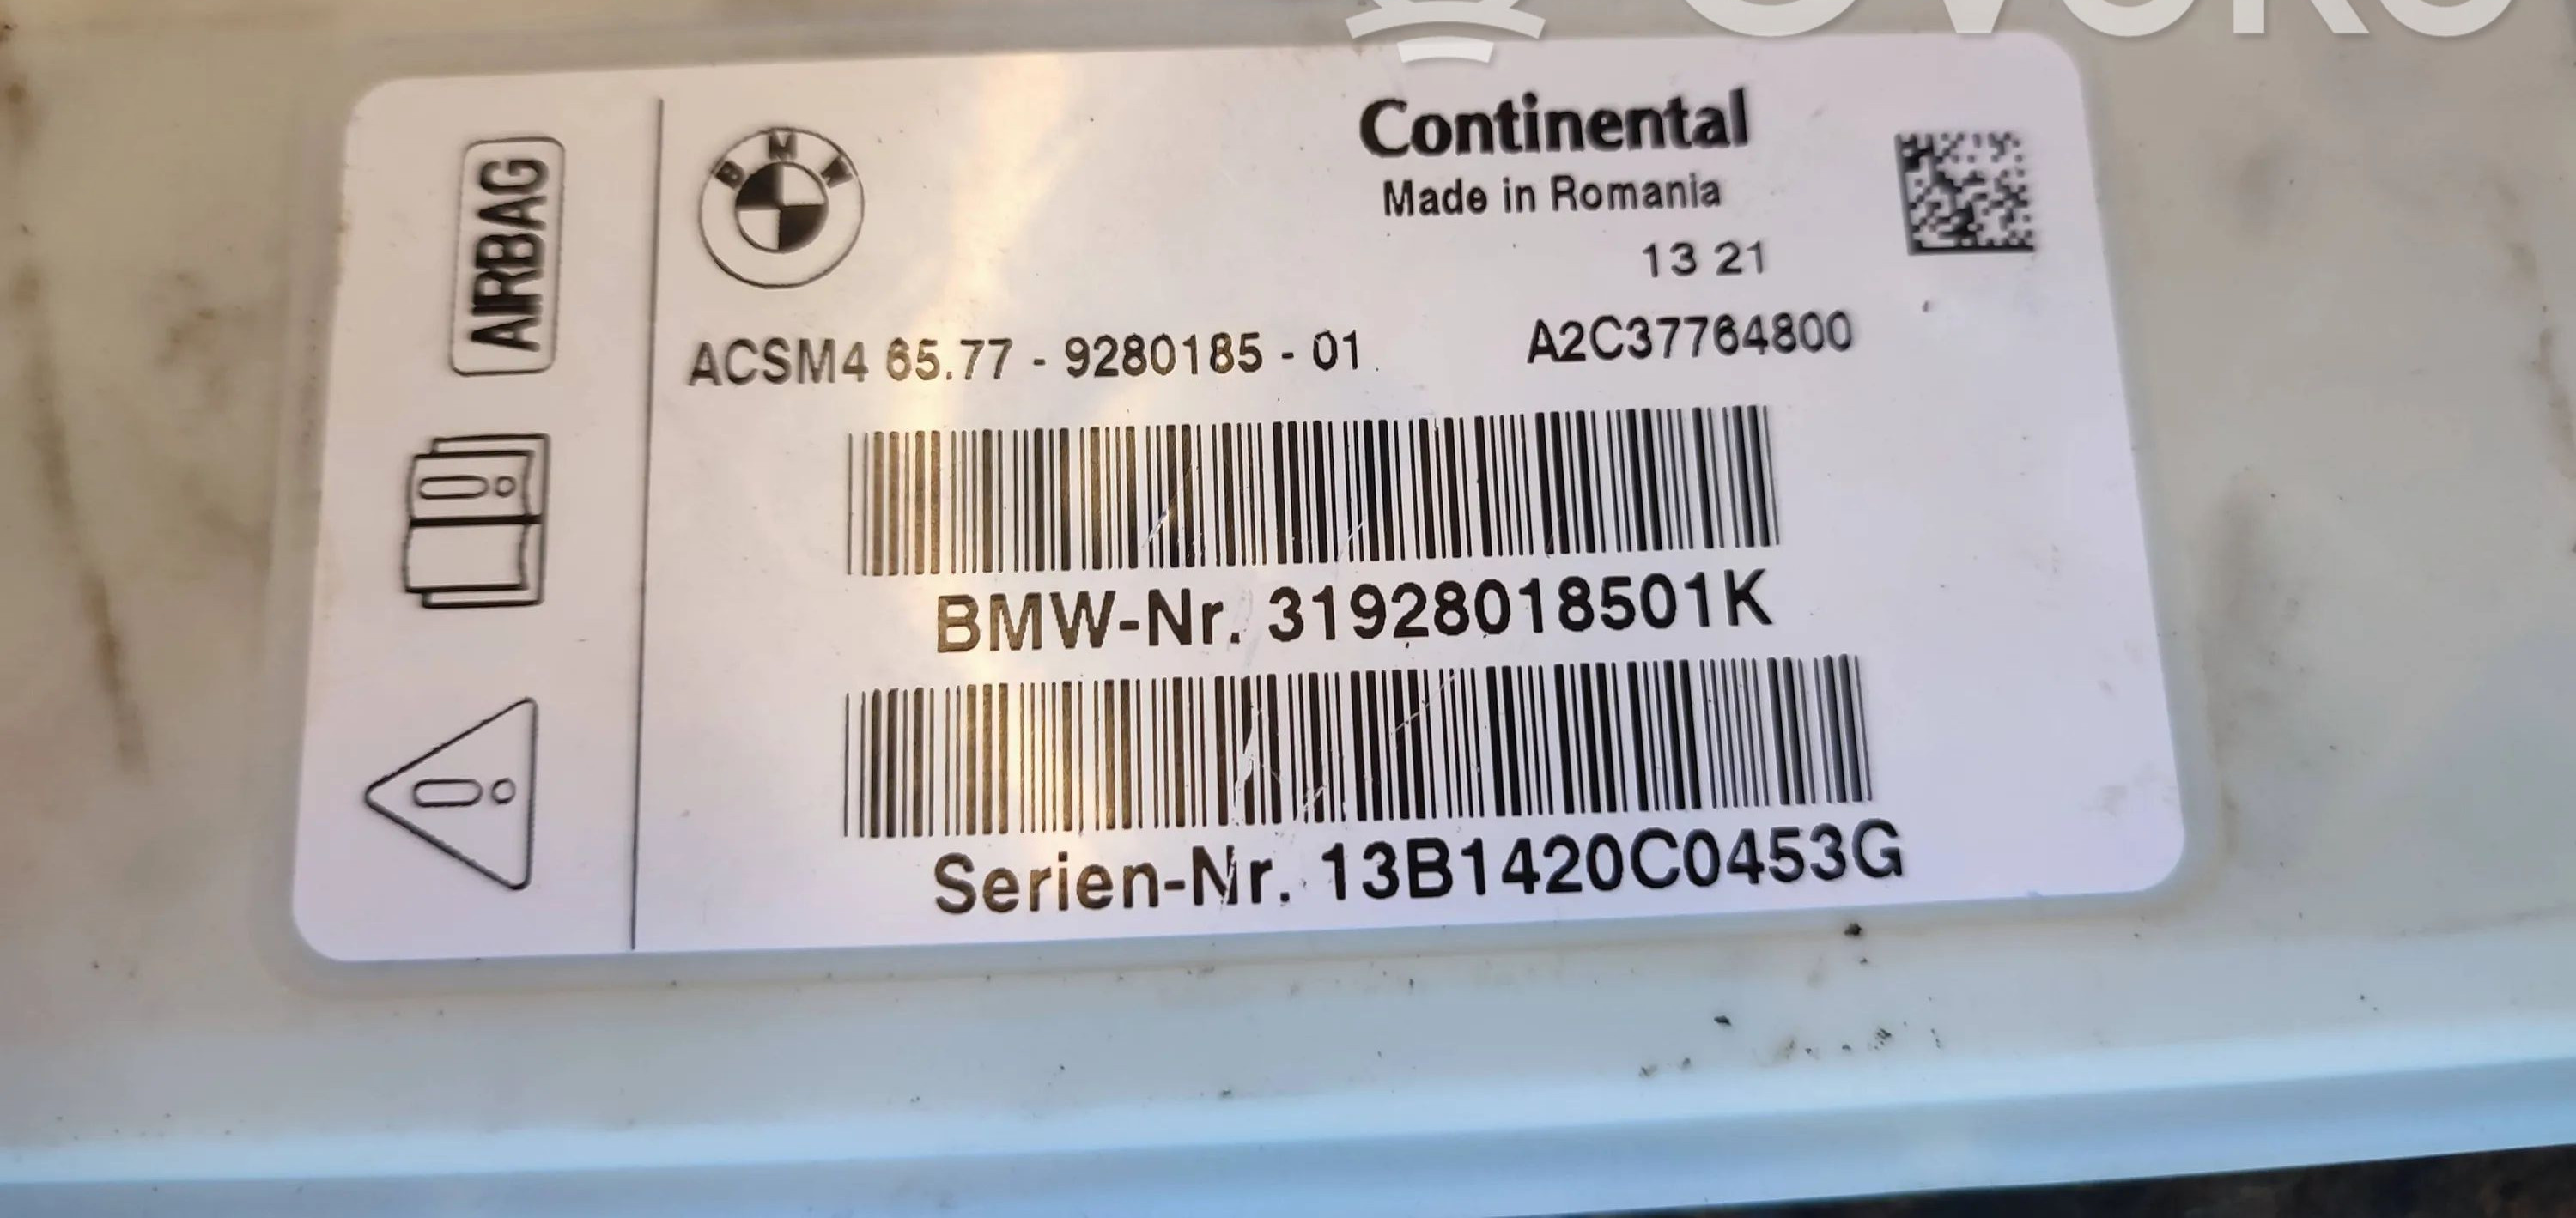 AIRBAG
BMW
Continental
Made in Romania
13 21
ACSM4 65.77 - 9280185 - 01
A2C37764800
BMW-Nr. 31928018501K
Serien-Nr. 13B1420C0453G